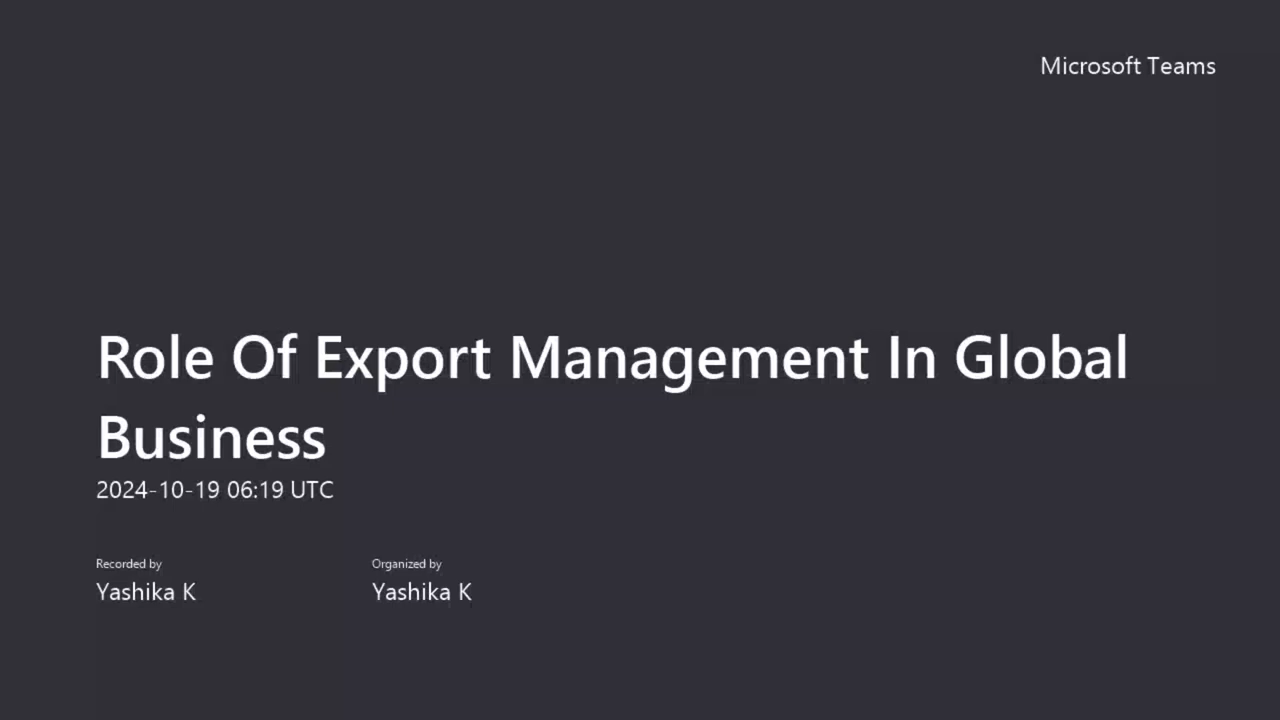 Microsoft Teams
Role Of Export Management In Global
Business
2024-10-19 06:19 UTC
Recorded by
Organized by
Yashika K
Yashika K